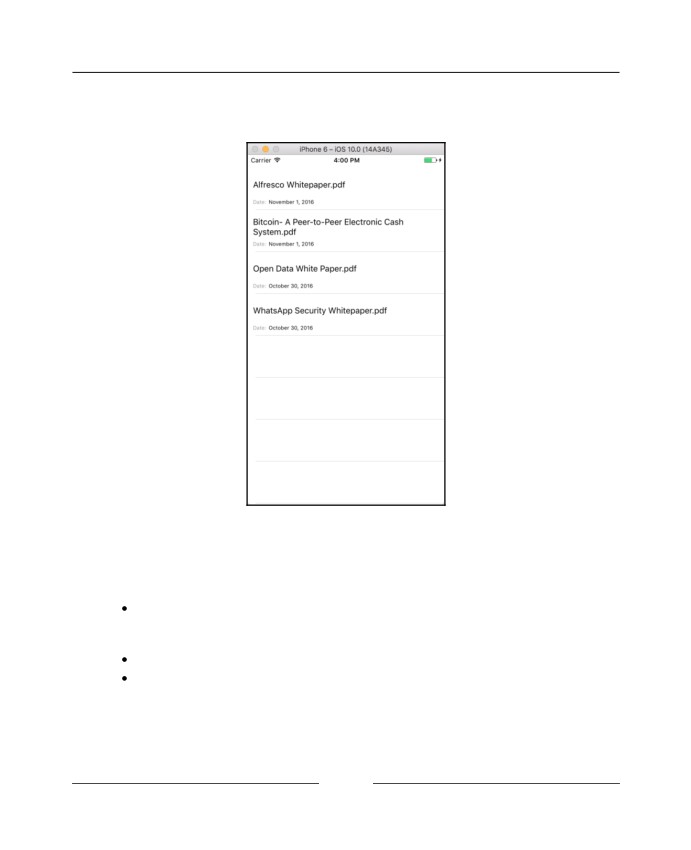 iPhone 6 – iOS 10.0 (14A345)
Carrier
4:00 PM
Alfresco Whitepaper.pdf
Date: November 1, 2016
Bitcoin- A Peer-to-Peer Electronic Cash
System.pdf
Date: November 1, 2016
Open Data White Paper.pdf
Date: October 30, 2016
WhatsApp Security Whitepaper.pdf
Date: October 30, 2016